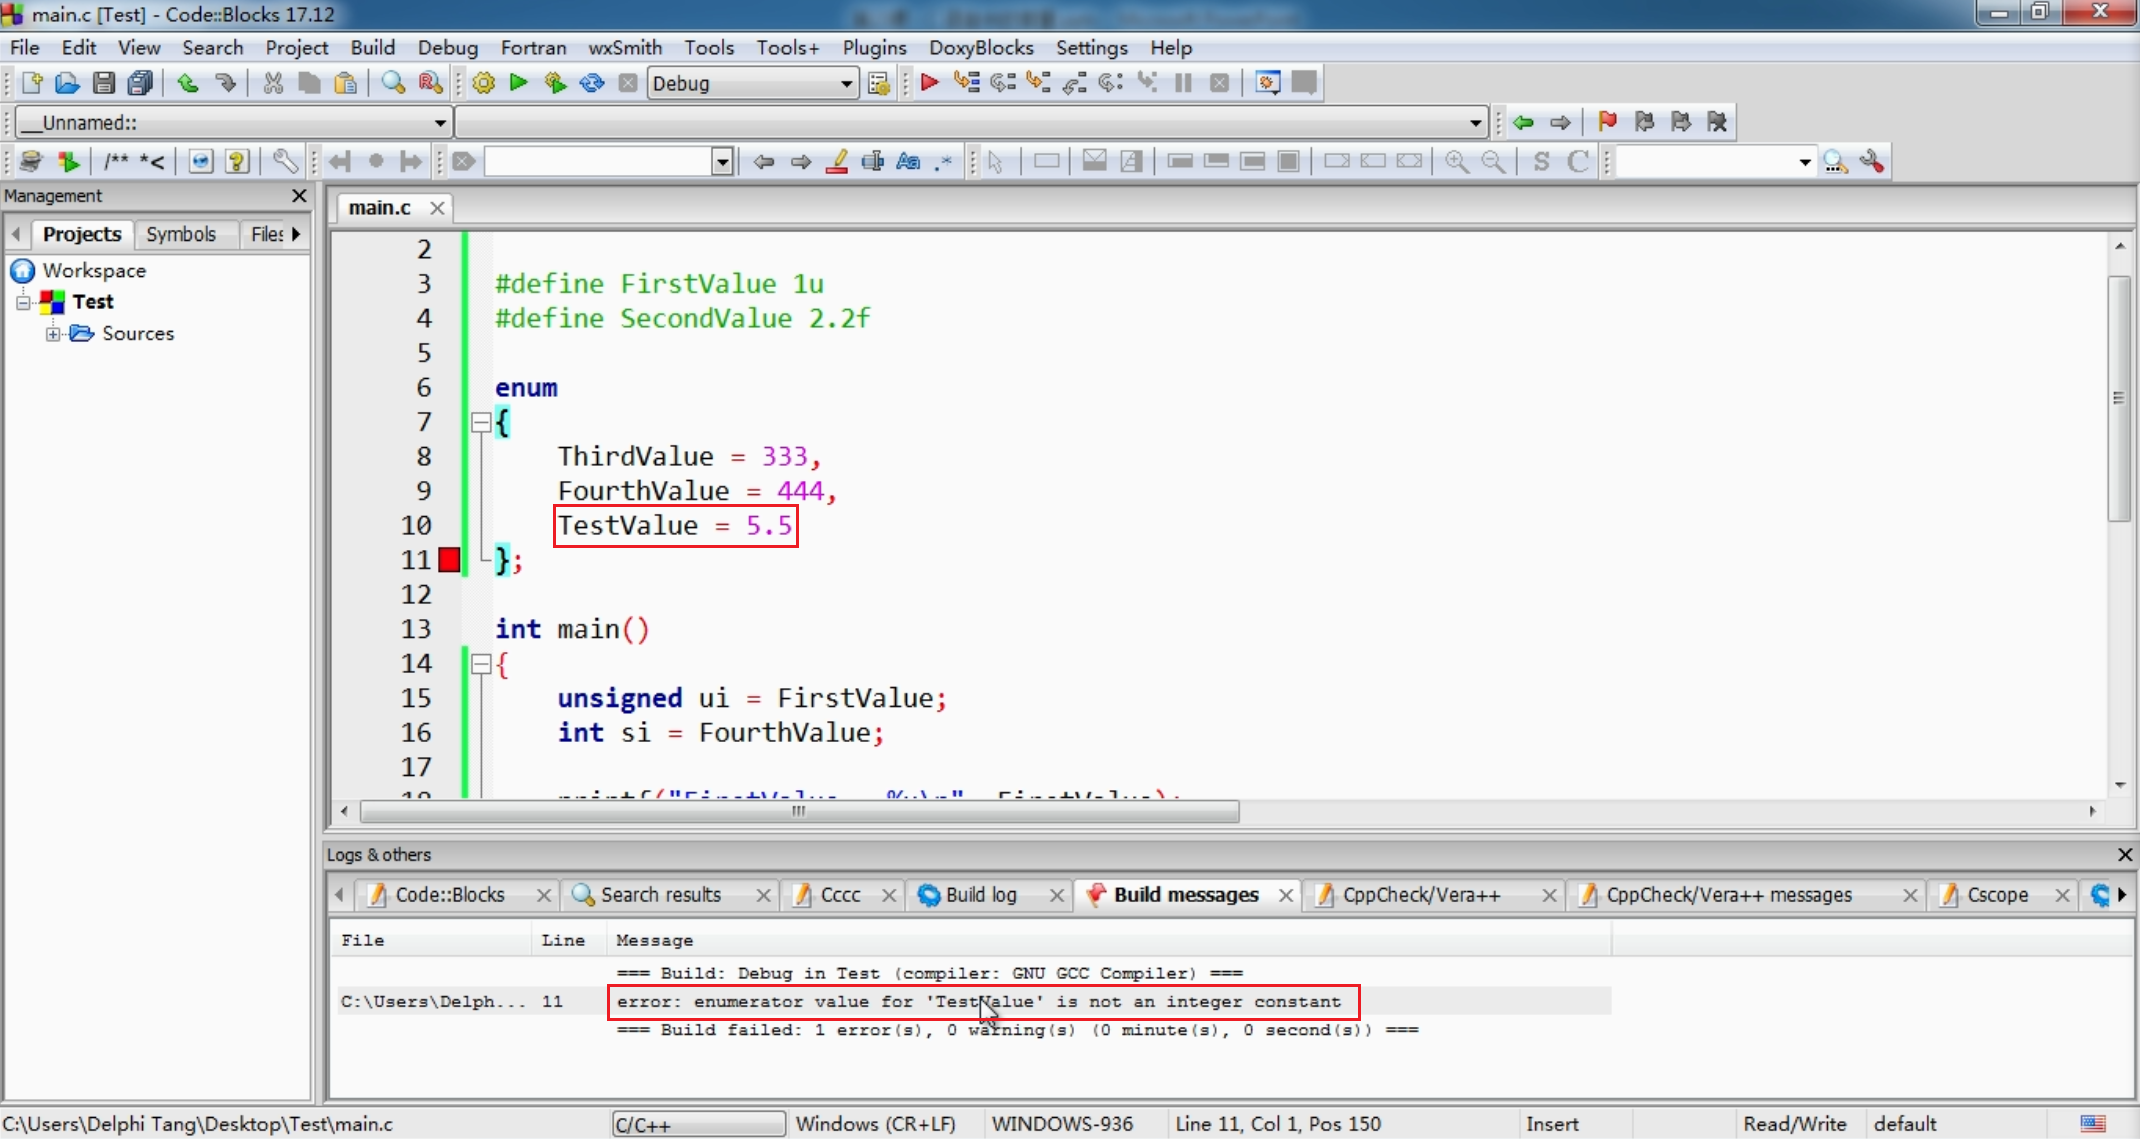 main.c [Test] - Code::Blocks 17.12
File Edit View Search Project Build Debug Fortran wxSmith Tools Tools+ Plugins DoxyBlocks Settings Help
Debug
__Unnamed::
/** *<
Aa .*
S C
Management
main.c
Projects Symbols Files
Workspace
Test
Sources
2
3 #define FirstValue 1u
4 #define SecondValue 2.2f
5
6 enum
7 {
8 ThirdValue = 333,
9 FourthValue = 444,
10 TestValue = 5.5
11 };
12
13 int main()
14 {
15 unsigned ui = FirstValue;
16 int si = FourthValue;
17
Logs & others
Code::Blocks Search results Cccc Build log Build messages CppCheck/Vera++ CppCheck/Vera++ messages Cscope
File Line Message
=== Build: Debug in Test (compiler: GNU GCC Compiler) ===
C:\Users\Delph... 11 error: enumerator value for 'TestValue' is not an integer constant
=== Build failed: 1 error(s), 0 warning(s) (0 minute(s), 0 second(s)) ===
C:\Users\Delphi Tang\Desktop\Test\main.c C/C++ Windows (CR+LF) WINDOWS-936 Line 11, Col 1, Pos 150 Insert Read/Write default